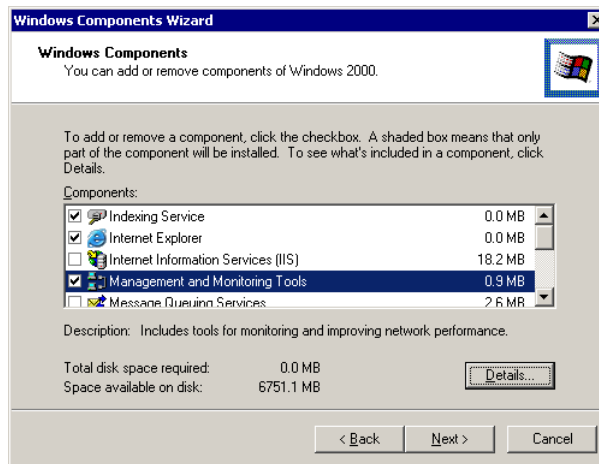 Windows Components Wizard
Windows Components
You can add or remove components of Windows 2000.
To add or remove a component, click the checkbox. A shaded box means that only
part of the component will be installed. To see what's included in a component, click
Details.
Components:
Indexing Service 0.0 MB
Internet Explorer 0.0 MB
Internet Information Services (IIS) 18.2 MB
Management and Monitoring Tools 0.9 MB
Message Queuing Services 2.6 MB
Description: Includes tools for monitoring and improving network performance.
Total disk space required: 0.0 MB
Space available on disk: 6751.1 MB
Details...
< Back Next > Cancel